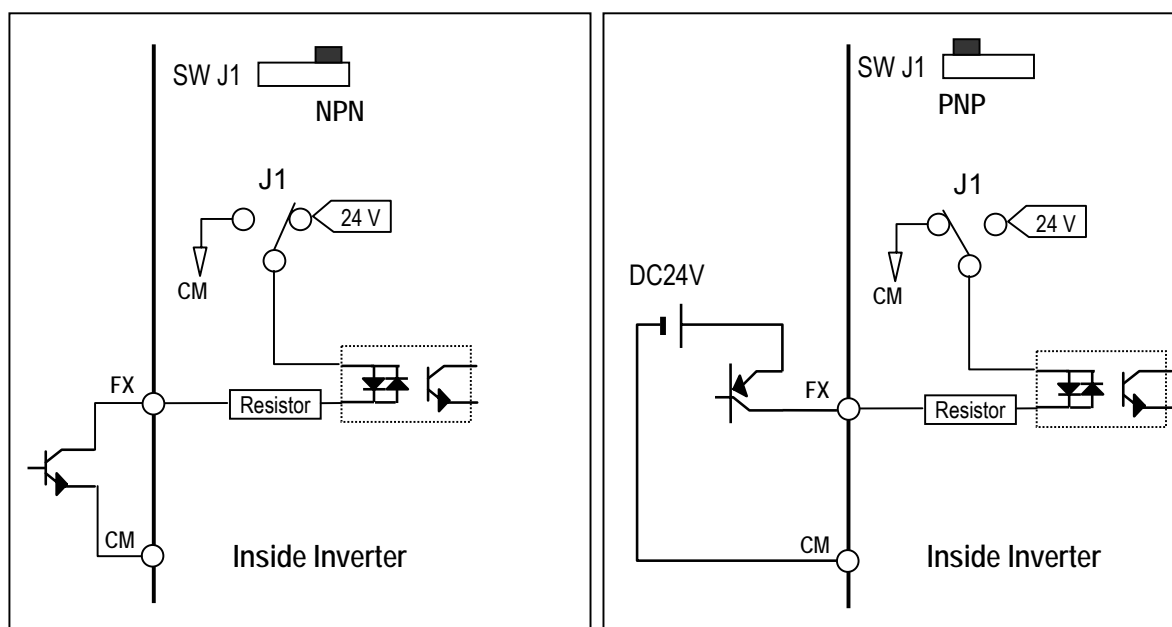 SW J1
NPN
J1
24 V
CM
FX
Resistor
CM
Inside Inverter
SW J1
PNP
J1
24 V
CM
DC24V
FX
Resistor
CM
Inside Inverter